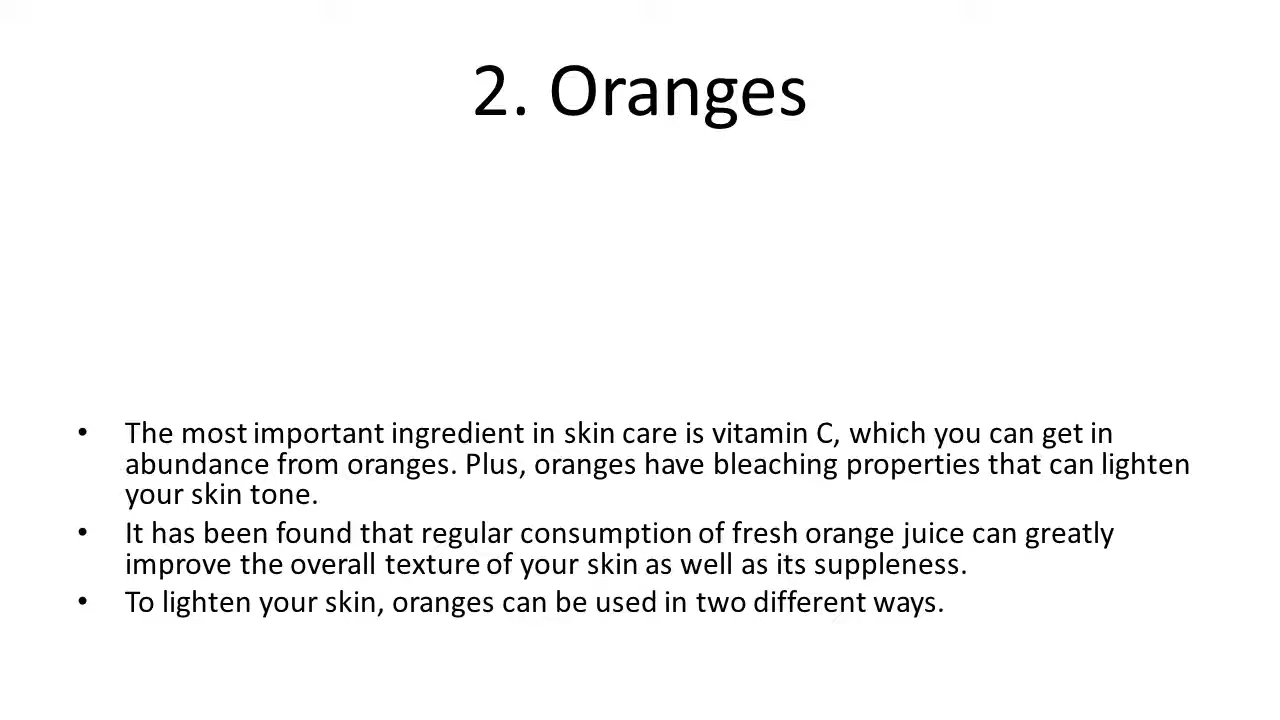 2. Oranges
• The most important ingredient in skin care is vitamin C, which you can get in
abundance from oranges. Plus, oranges have bleaching properties that can lighten
your skin tone.
• It has been found that regular consumption of fresh orange juice can greatly
improve the overall texture of your skin as well as its suppleness.
• To lighten your skin, oranges can be used in two different ways.